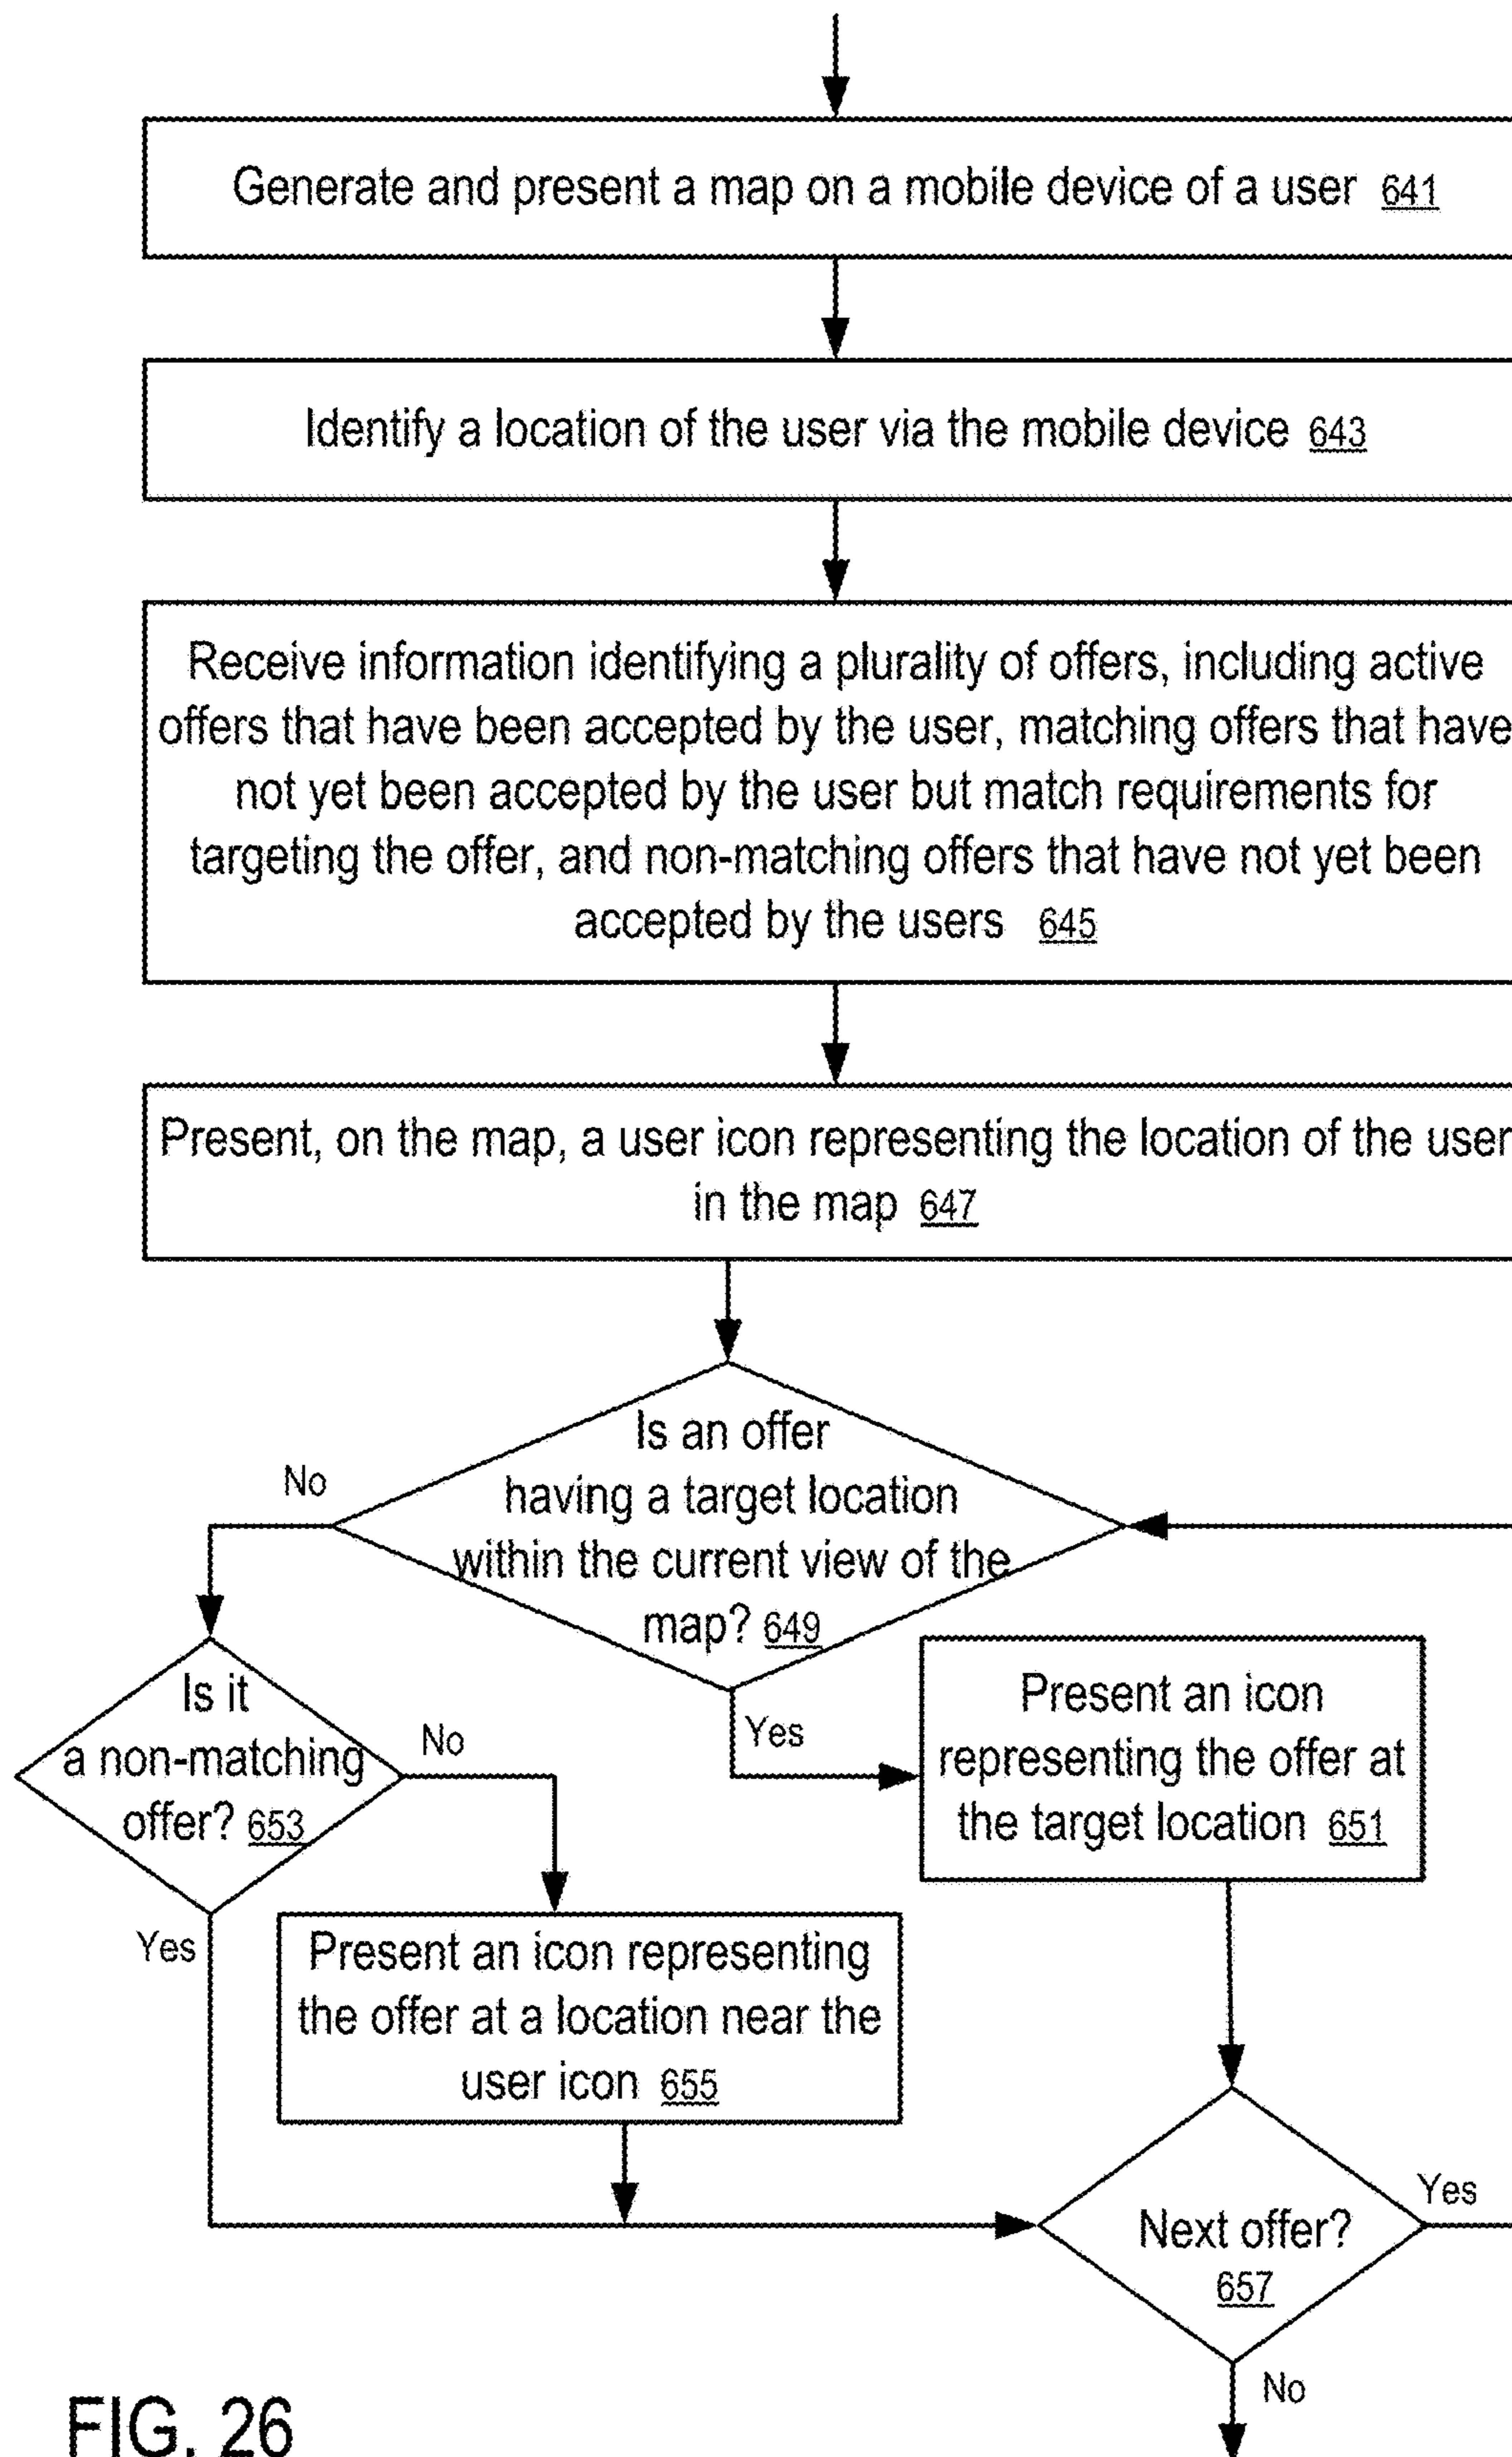 Generate and present a map on a mobile device of a user 641
Identify a location of the user via the mobile device 643
Receive information identifying a plurality of offers, including active
offers that have been accepted by the user, matching offers that have
not yet been accepted by the user but match requirements for
targeting the offer, and non-matching offers that have not yet been
accepted by the users 645
Present, on the map, a user icon representing the location of the user
in the map 647
Is an offer
having a target location
within the current view of the
map? 649
No
Yes
Is it
a non-matching
offer? 653
No
Yes
Present an icon
representing the offer at
the target location 651
Present an icon representing
the offer at a location near the
user icon 655
Next offer?
657
Yes
No
FIG. 26